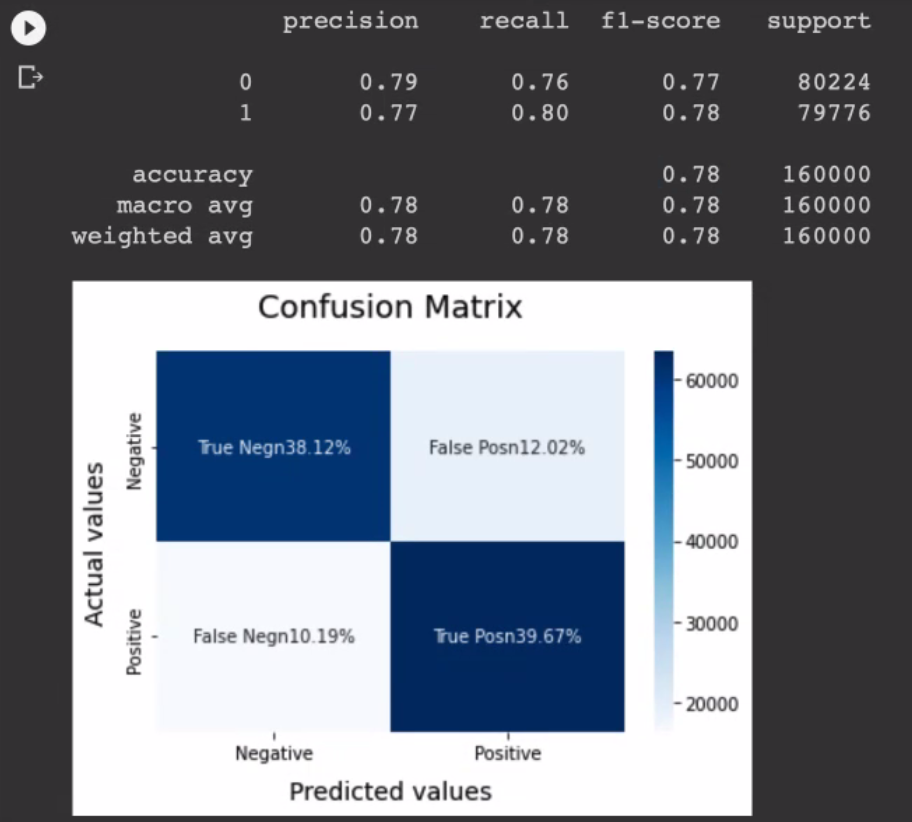 precision recall f1-score support
0 0.79 0.76 0.77 80224
1 0.77 0.80 0.78 79776
accuracy 0.78 160000
macro avg 0.78 0.78 0.78 160000
weighted avg 0.78 0.78 0.78 160000
Confusion Matrix
Actual values
Negative
Positive
True Negn38.12% False Posn12.02%
False Negn10.19% True Posn39.67%
60000
50000
40000
30000
20000
Negative Positive
Predicted values